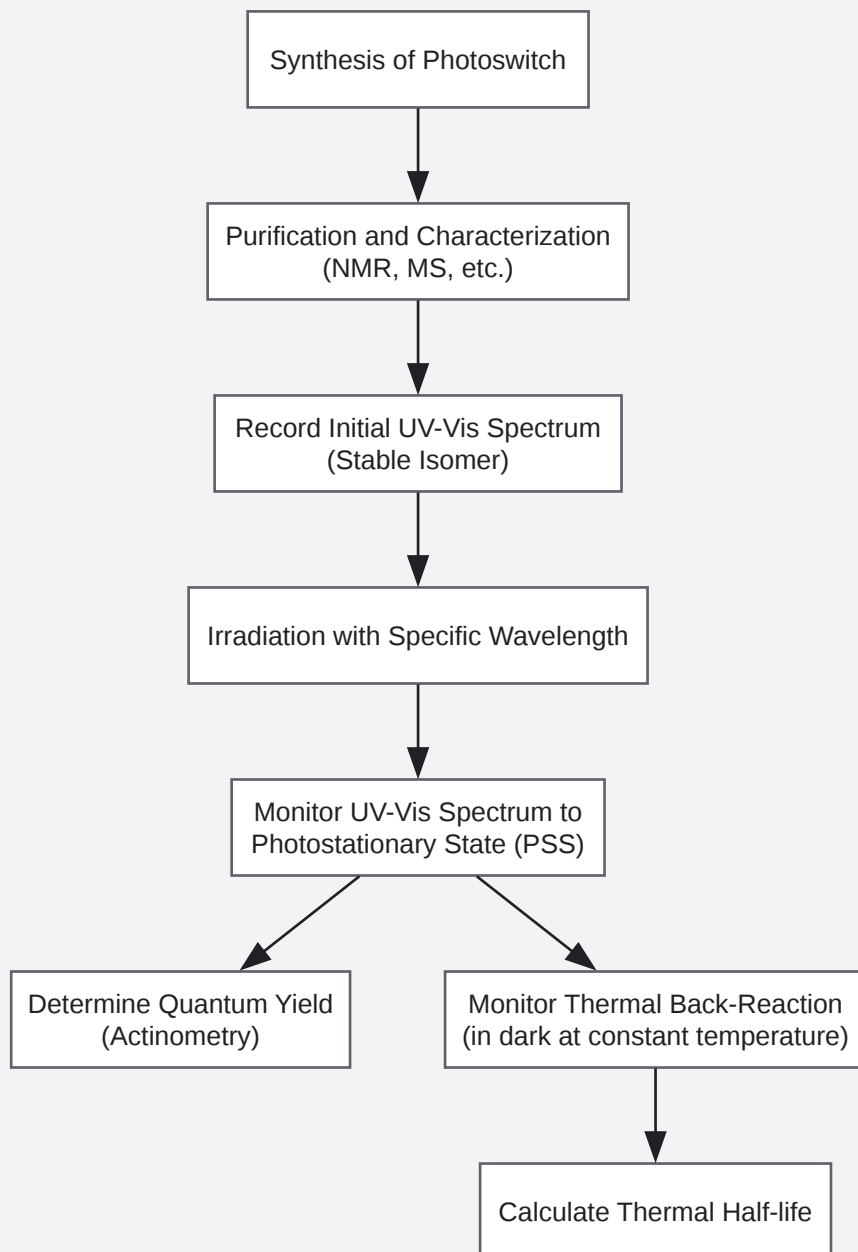 Synthesis of Photoswitch
Purification and Characterization
(NMR, MS, etc.)
Record Initial UV-Vis Spectrum
(Stable Isomer)
Irradiation with Specific Wavelength
Monitor UV-Vis Spectrum to
Photostationary State (PSS)
Determine Quantum Yield
(Actinometry)
Monitor Thermal Back-Reaction
(in dark at constant temperature)
Calculate Thermal Half-life